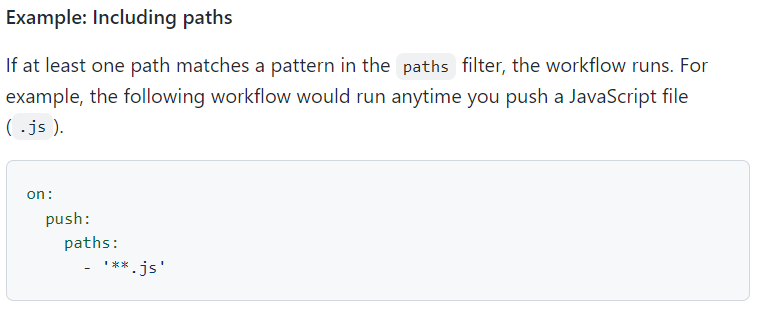 Example: Including paths
If at least one path matches a pattern in the paths filter, the workflow runs. For
example, the following workflow would run anytime you push a JavaScript file
( .js ).
on:
  push:
    paths:
      - '**.js'